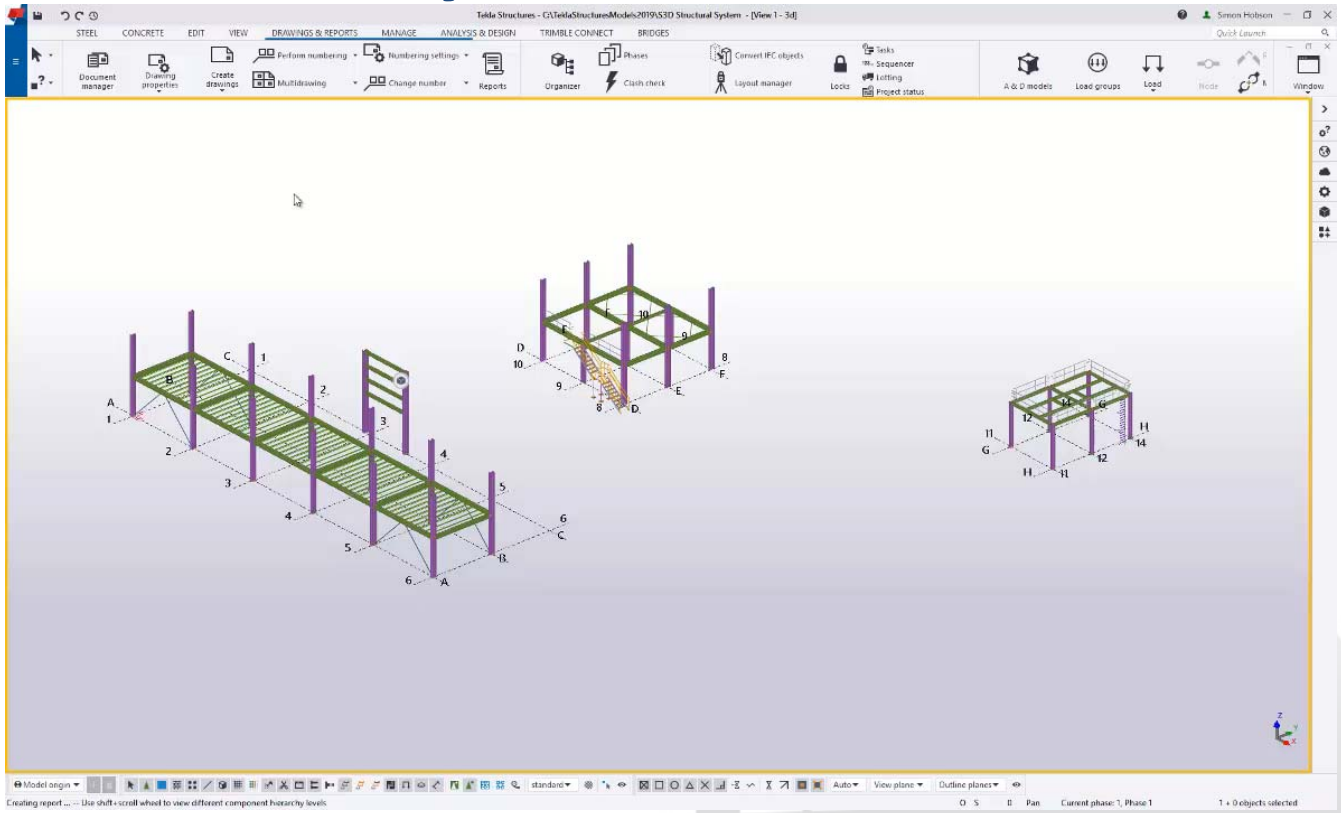 Tekla Structures - C:\TeklaStructuresModels2019\S3D Structural System - [View 1 - 3d]
Simon Hobson
STEEL CONCRETE EDIT VIEW DRAWINGS & REPORTS MANAGE ANALYSIS & DESIGN TRIMBLE CONNECT BRIDGES Quick Launch
Document manager
Drawing properties
Create drawings
Perform numbering
Multidrawing
Numbering settings
Change number
Reports
Organizer
Phases
Clash check
Convert IFC objects
Layout manager
Locks
Tasks
Sequencer
Lotting
Project status
A & D models
Load groups
Load
Node
Window
C 1
B 2
A 3
1 4
2 5
3 6
4 C
5 B
6 A
D F 10
10 E 9
9 8
8 D E F
11 12 14 G H
G 14
H 11 12
Z
Y
X
Model origin standard Auto View plane Outline planes
Creating report ... -- Use shift+scroll wheel to view different component hierarchy levels O S 0 Pan Current phase: 1, Phase 1 1 + 0 objects selected